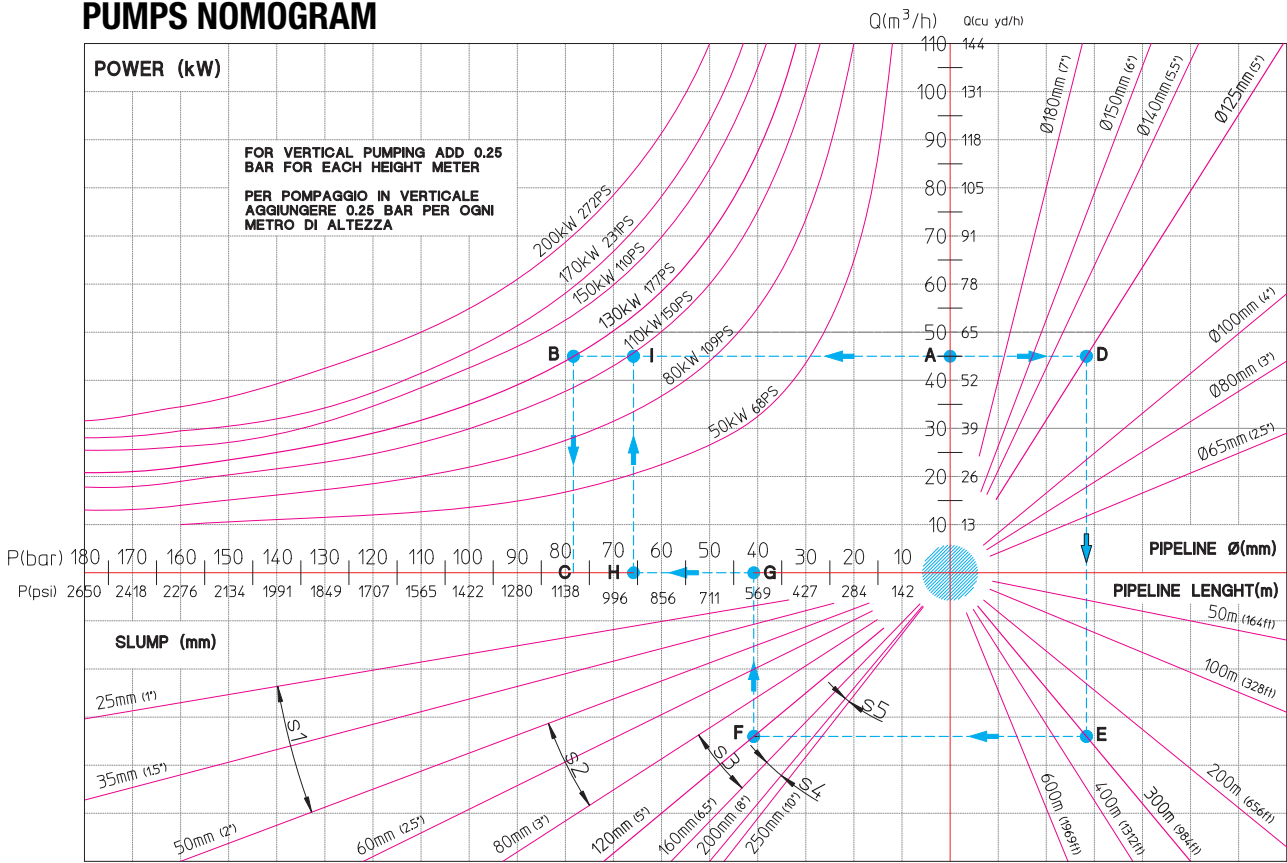 PUMPS NOMOGRAM
Q(m³/h) Q(cu yd/h)
POWER (kW)
FOR VERTICAL PUMPING ADD 0.25
BAR FOR EACH HEIGHT METER
PER POMPAGGIO IN VERTICALE
AGGIUNGERE 0.25 BAR PER OGNI
METRO DI ALTEZZA
110 144
100 131
90 118
80 105
70 91
60 78
50 65
40 52
30 39
20 26
10 13
200kW 272PS
170kW 231PS
150kW 110PS
130kW 177PS
110kW 150PS
80kW 109PS
50kW 68PS
Ø180mm (7")
Ø150mm (6")
Ø140mm (5.5")
Ø125mm (5")
Ø100mm (4")
Ø80mm (3")
Ø65mm (2.5")
B I A D
PIPELINE Ø(mm)
P(bar) 180 170 160 150 140 130 120 110 100 90 80 70 60 50 40 30 20 10
C H G
P(psi) 2650 2418 2276 2134 1991 1849 1707 1565 1422 1280 1138 996 856 711 569 427 284 142
PIPELINE LENGHT(m)
SLUMP (mm)
50m (164ft)
100m (328ft)
200m (656ft)
300m (984ft)
400m (1312ft)
600m (1969ft)
F E
S1
S2
S3
S4
S5
25mm (1")
35mm (1.5")
50mm (2")
60mm (2.5")
80mm (3")
120mm (5")
160mm (6.5")
200mm (8")
250mm (10")